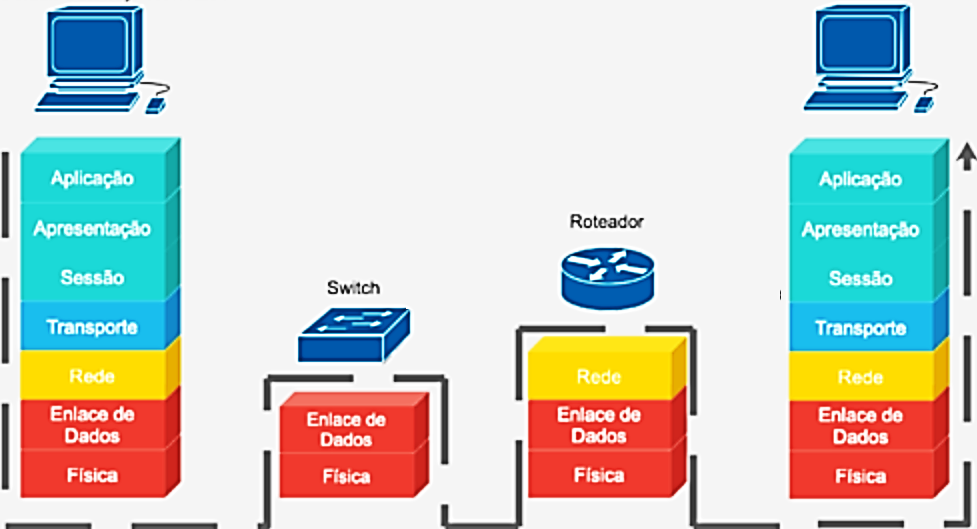 Aplicação
Apresentação
Sessão
Transporte
Rede
Enlace de
Dados
Física
Switch
Enlace de
Dados
Física
Roteador
Rede
Enlace de
Dados
Física
Aplicação
Apresentação
Sessão
Transporte
Rede
Enlace de
Dados
Física